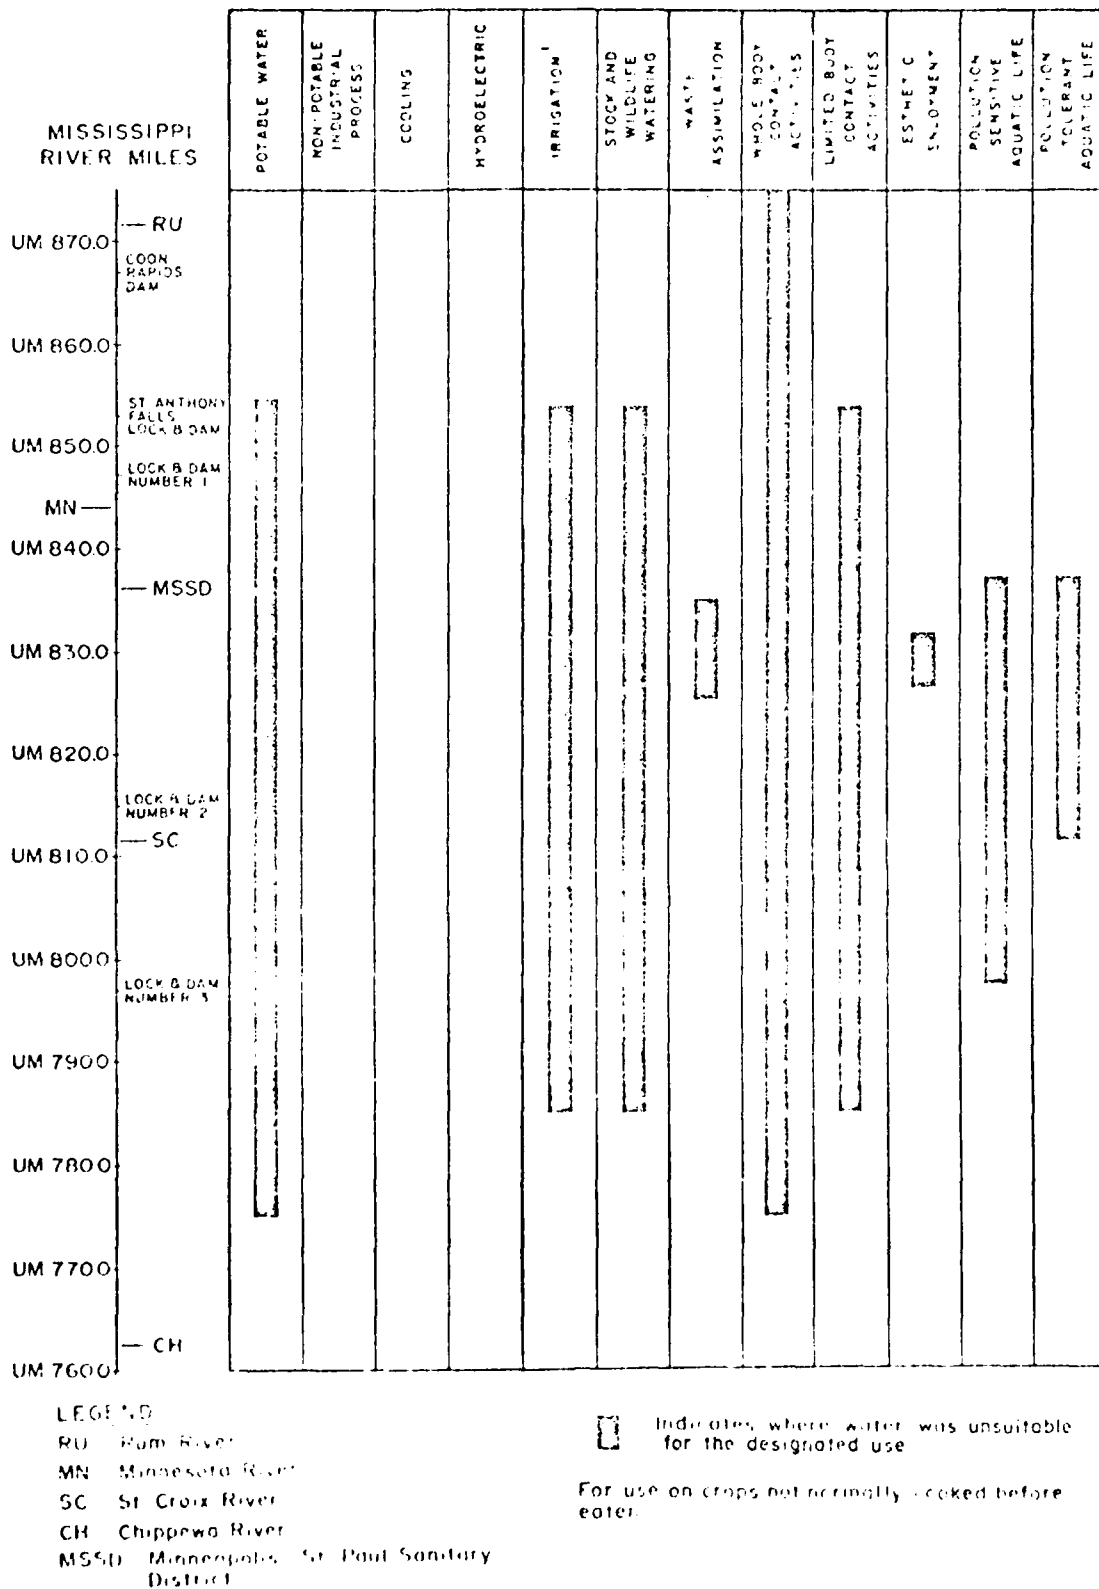 POTABLE WATER
NON-POTABLE
INDUSTRIAL
PROCESS
COOLING
HYDROELECTRIC
IRRIGATION¹
STOCK AND
WILDLIFE
WATERING
WASTE
ASSIMILATION
WHOLE BODY
CONTACT
ACTIVITIES
LIMITED BODY
CONTACT
ACTIVITIES
ESTHETIC
ENJOYMENT
POLLUTION
SENSITIVE
AQUATIC LIFE
POLLUTION
TOLERANT
AQUATIC LIFE
MISSISSIPPI
RIVER MILES
RU
UM 870.0
COON
RAPIDS
DAM
UM 860.0
ST ANTHONY
FALLS
LOCK & DAM
UM 850.0
LOCK & DAM
NUMBER 1
MN
UM 840.0
MSSD
UM 830.0
UM 820.0
LOCK & DAM
NUMBER 2
SC
UM 810.0
UM 800.0
LOCK & DAM
NUMBER 3
UM 790.0
UM 780.0
UM 770.0
CH
UM 760.0
LEGEND
RU Rum River
MN Minnesota River
SC St Croix River
CH Chippewa River
MSSD Minneapolis St Paul Sanitary
District
Indicates where water was unsuitable
for the designated use
For use on crops not normally cooked before
eaten.